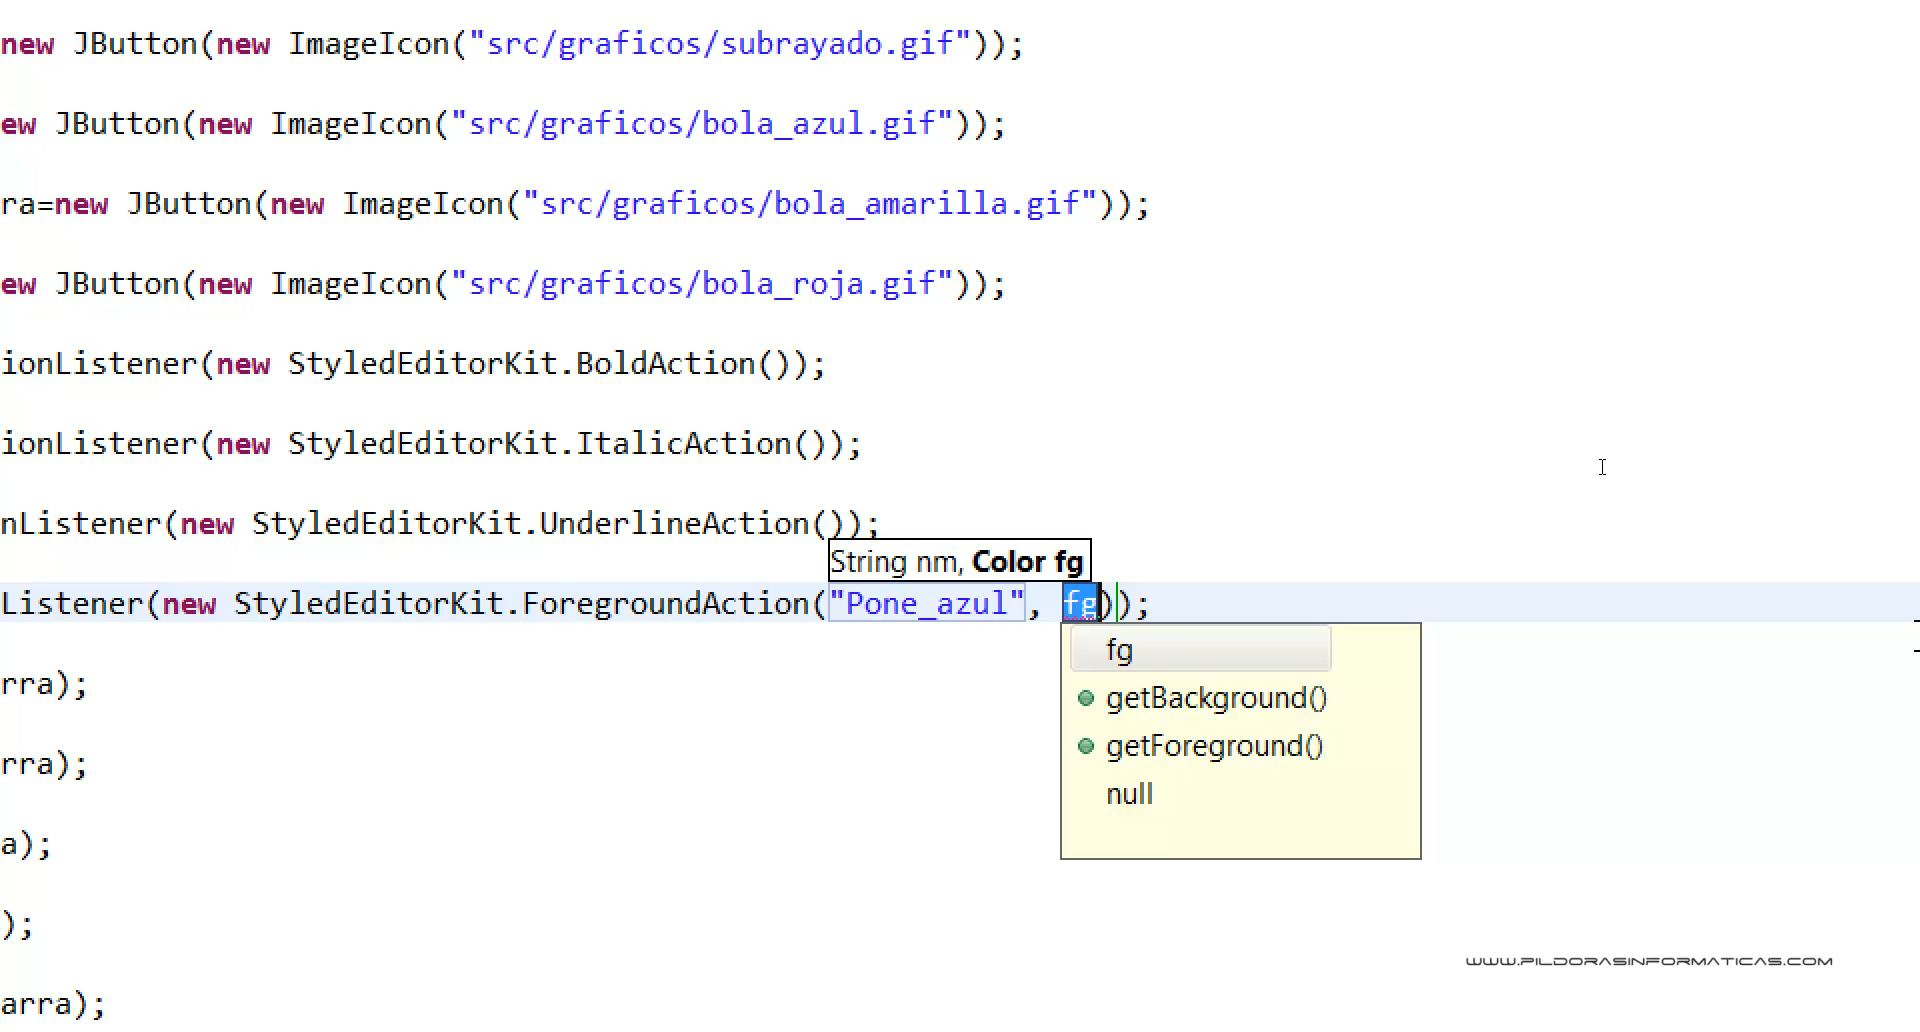 new JButton(new ImageIcon("src/graficos/subrayado.gif"));
ew JButton(new ImageIcon("src/graficos/bola_azul.gif"));
ra=new JButton(new ImageIcon("src/graficos/bola_amarilla.gif"));
ew JButton(new ImageIcon("src/graficos/bola_roja.gif"));
ionListener(new StyledEditorKit.BoldAction());
ionListener(new StyledEditorKit.ItalicAction());
nListener(new StyledEditorKit.UnderlineAction());
String nm, Color fg
Listener(new StyledEditorKit.ForegroundAction("Pone_azul", fg));
fg
getBackground()
getForeground()
null
rra);
rra);
a);
);
arra);
WWW.PILDORASINFORMATICAS.COM